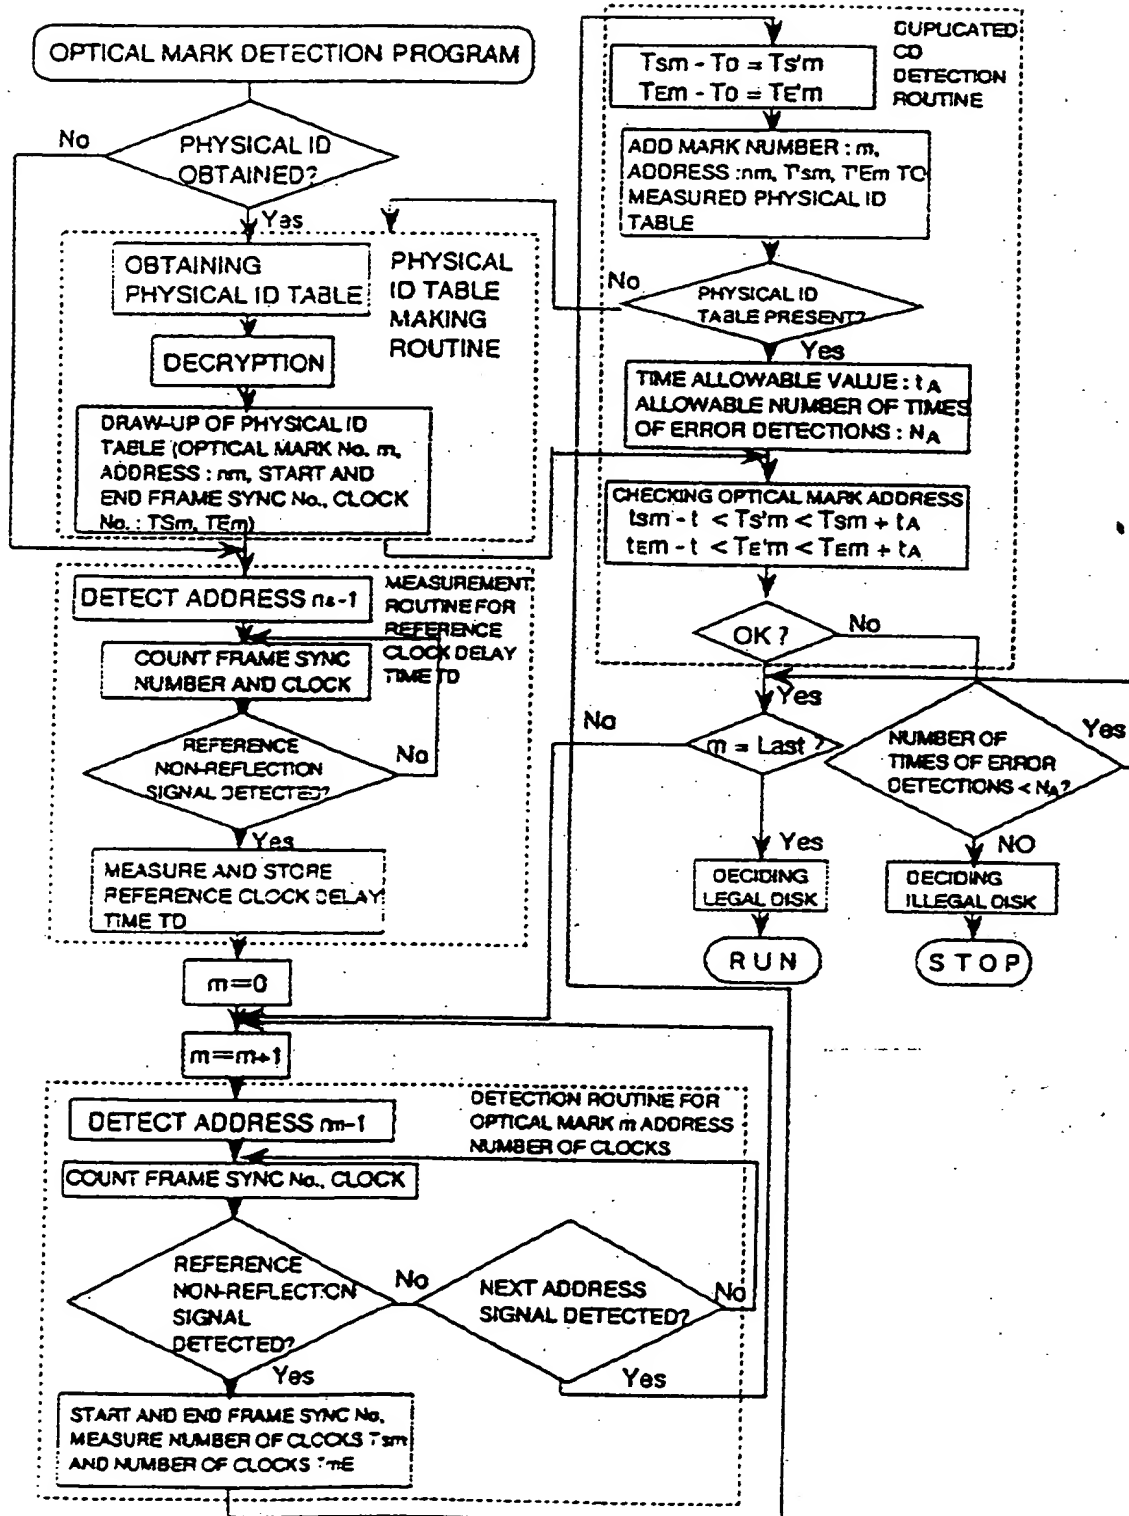 OPTICAL MARK DETECTION PROGRAM
No
PHYSICAL ID
OBTAINED?
Yes
OBTAINING
PHYSICAL ID TABLE
PHYSICAL
ID TABLE
MAKING
ROUTINE
DECRYPTION
DRAW-UP OF PHYSICAL ID
TABLE (OPTICAL MARK No. m,
ADDRESS : nm, START AND
END FRAME SYNC No., CLOCK
No. : TSm, TEm)
DETECT ADDRESS ns-1
MEASUREMENT
ROUTINE FOR
REFERENCE
CLOCK DELAY
TIME TD
COUNT FRAME SYNC
NUMBER AND CLOCK
REFERENCE
NON-REFLECTION
SIGNAL DETECTED?
No
Yes
MEASURE AND STORE
REFERENCE CLOCK DELAY
TIME TD
m=0
m=m+1
DETECT ADDRESS nm-1
DETECTION ROUTINE FOR
OPTICAL MARK m ADDRESS
NUMBER OF CLOCKS
COUNT FRAME SYNC No., CLOCK
REFERENCE
NON-REFLECTION
SIGNAL
DETECTED?
No
NEXT ADDRESS
SIGNAL DETECTED?
No
Yes
Yes
START AND END FRAME SYNC No,
MEASURE NUMBER OF CLOCKS Tsm
AND NUMBER OF CLOCKS TmE
DUPLICATED
CD
DETECTION
ROUTINE
Tsm - TD = Ts'm
TEm - TD = TE'm
ADD MARK NUMBER : m,
ADDRESS :nm, T'sm, T'Em TO
MEASURED PHYSICAL ID
TABLE
No
PHYSICAL ID
TABLE PRESENT?
Yes
TIME ALLOWABLE VALUE : tA
ALLOWABLE NUMBER OF TIMES
OF ERROR DETECTIONS : NA
CHECKING OPTICAL MARK ADDRESS
tsm - t < Ts'm < Tsm + tA
tEm - t < TE'm < TEm + tA
OK ?
No
Yes
No
m = Last ?
NUMBER OF
TIMES OF ERROR
DETECTIONS < NA?
Yes
Yes
NO
DECIDING
LEGAL DISK
DECIDING
ILLEGAL DISK
RUN
STOP